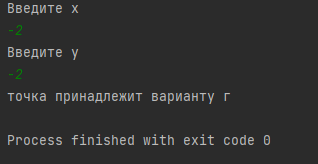 Введите x
-2
Введите y
-2
точка принадлежит варианту г
Process finished with exit code 0